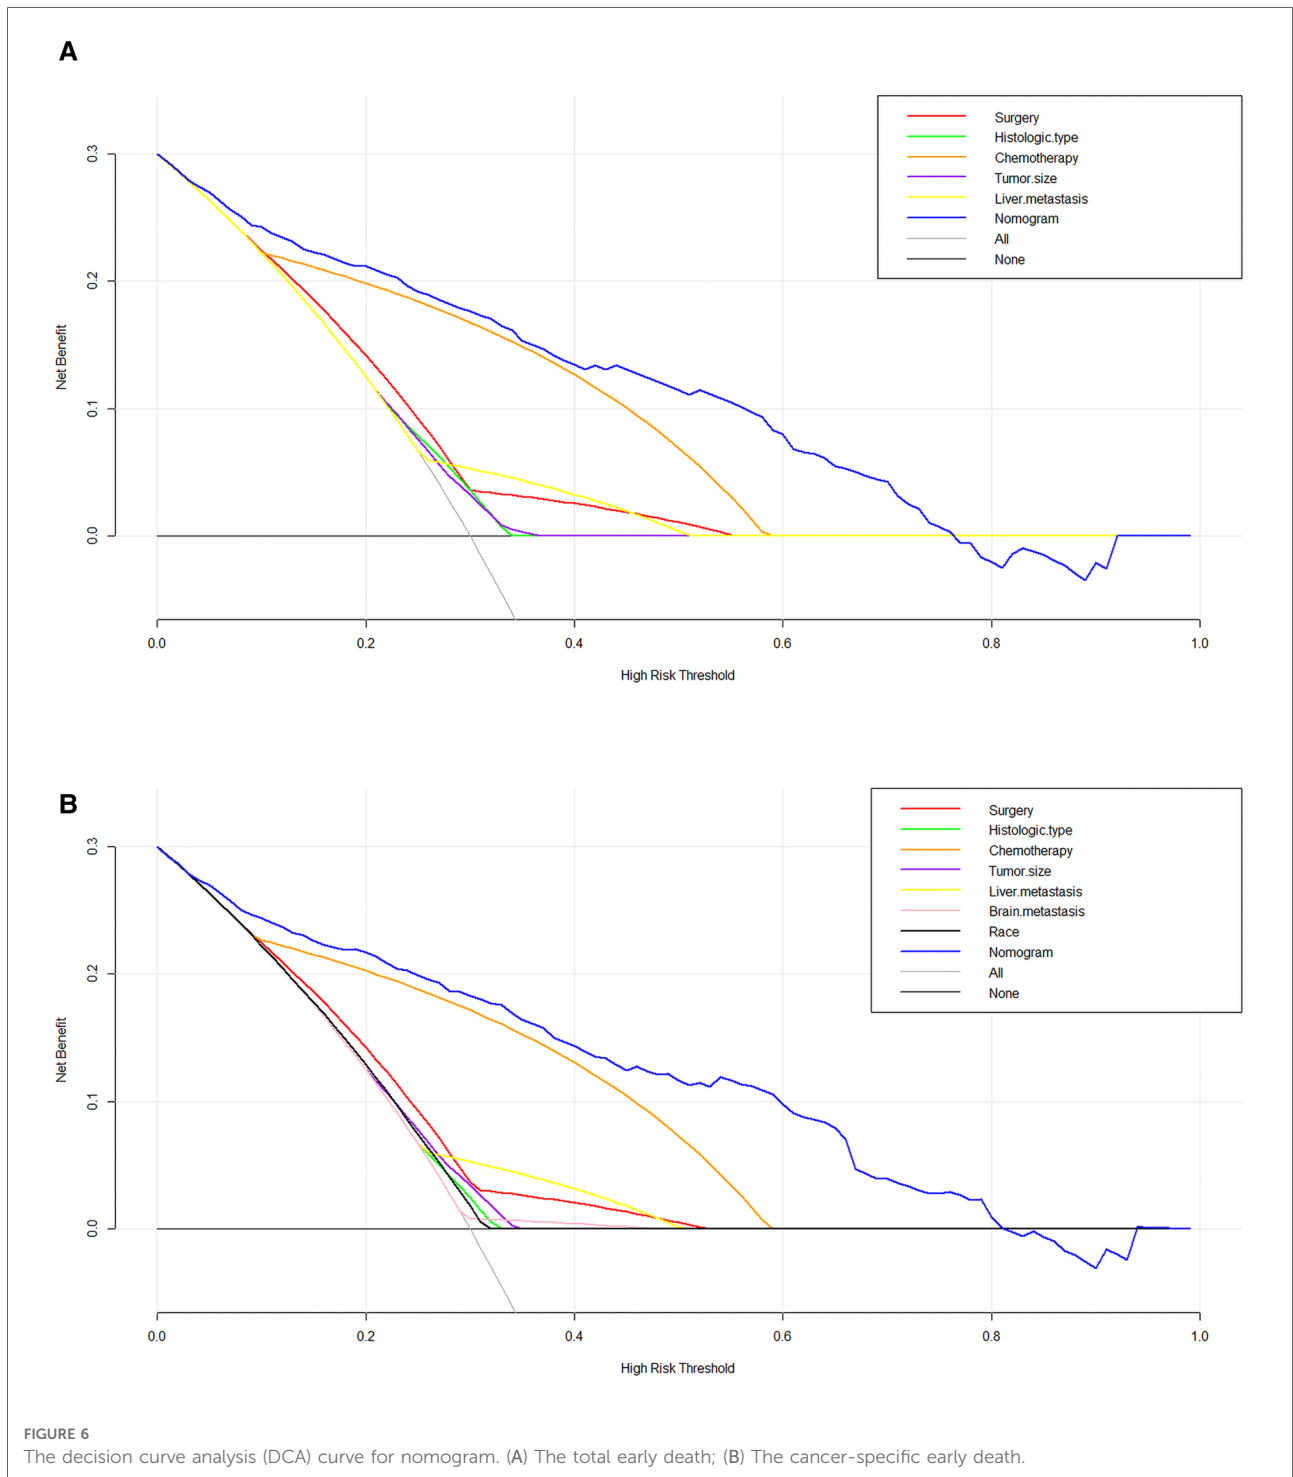 A
Surgery
Histologic.type
Chemotherapy
Tumor.size
Liver.metastasis
Nomogram
All
None
Net Benefit
0.3
0.2
0.1
0.0
0.0 0.2 0.4 0.6 0.8 1.0
High Risk Threshold
B
Surgery
Histologic.type
Chemotherapy
Tumor.size
Liver.metastasis
Brain.metastasis
Race
Nomogram
All
None
Net Benefit
0.3
0.2
0.1
0.0
0.0 0.2 0.4 0.6 0.8 1.0
High Risk Threshold
FIGURE 6
The decision curve analysis (DCA) curve for nomogram. (A) The total early death; (B) The cancer-specific early death.